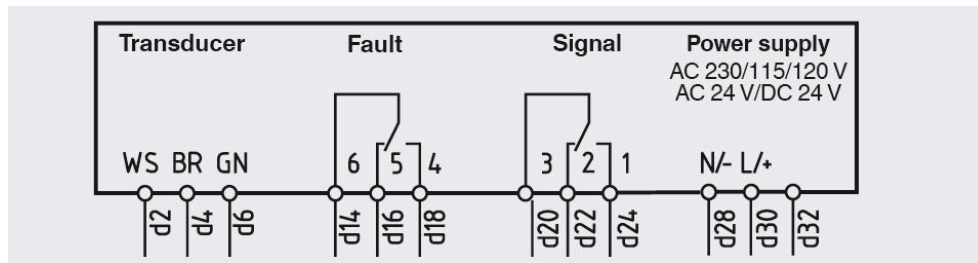 Transducer Fault Signal Power supply
AC 230/115/120 V
AC 24 V/DC 24 V
WS BR GN 6 5 4 3 2 1 N/- L/+
d2 d4 d6 d14 d16 d18 d20 d22 d24 d28 d30 d32